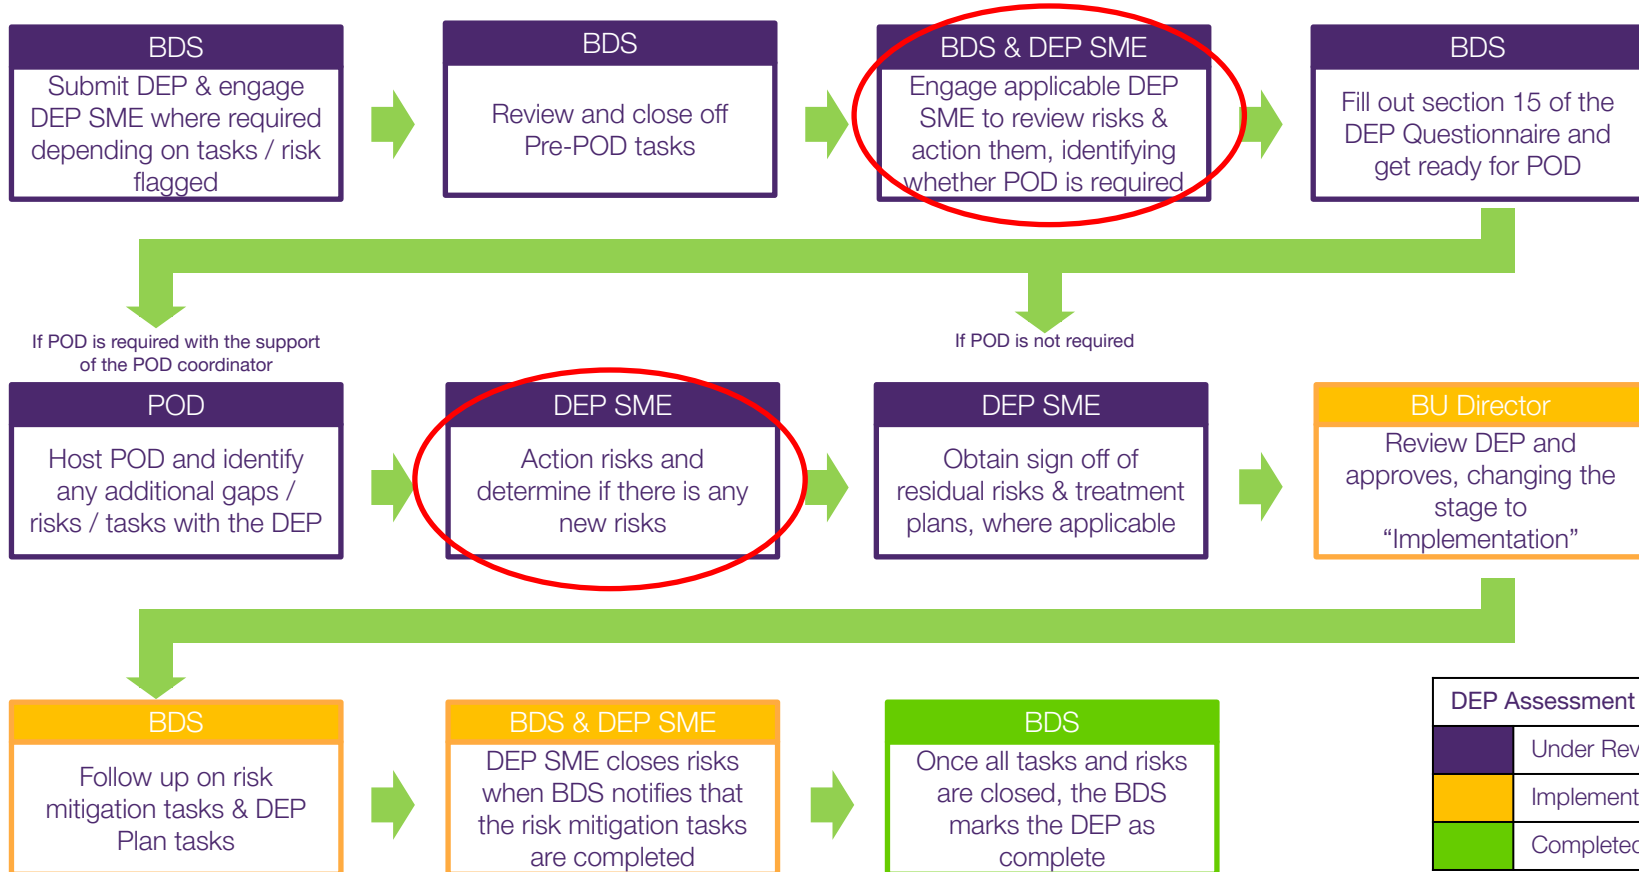 BDS
Submit DEP & engage
DEP SME where required
depending on tasks / risk
flagged
BDS
Review and close off
Pre-POD tasks
BDS & DEP SME
Engage applicable DEP
SME to review risks &
action them, identifying
whether POD is required
BDS
Fill out section 15 of the
DEP Questionnaire and
get ready for POD
If POD is required with the support
of the POD coordinator
If POD is not required
POD
Host POD and identify
any additional gaps /
risks / tasks with the DEP
DEP SME
Action risks and
determine if there is any
new risks
DEP SME
Obtain sign off of
residual risks & treatment
plans, where applicable
BU Director
Review DEP and
approves, changing the
stage to
“Implementation”
BDS
Follow up on risk
mitigation tasks & DEP
Plan tasks
BDS & DEP SME
DEP SME closes risks
when BDS notifies that
the risk mitigation tasks
are completed
BDS
Once all tasks and risks
are closed, the BDS
marks the DEP as
complete
DEP Assessment
Under Rev
Implement
Completed